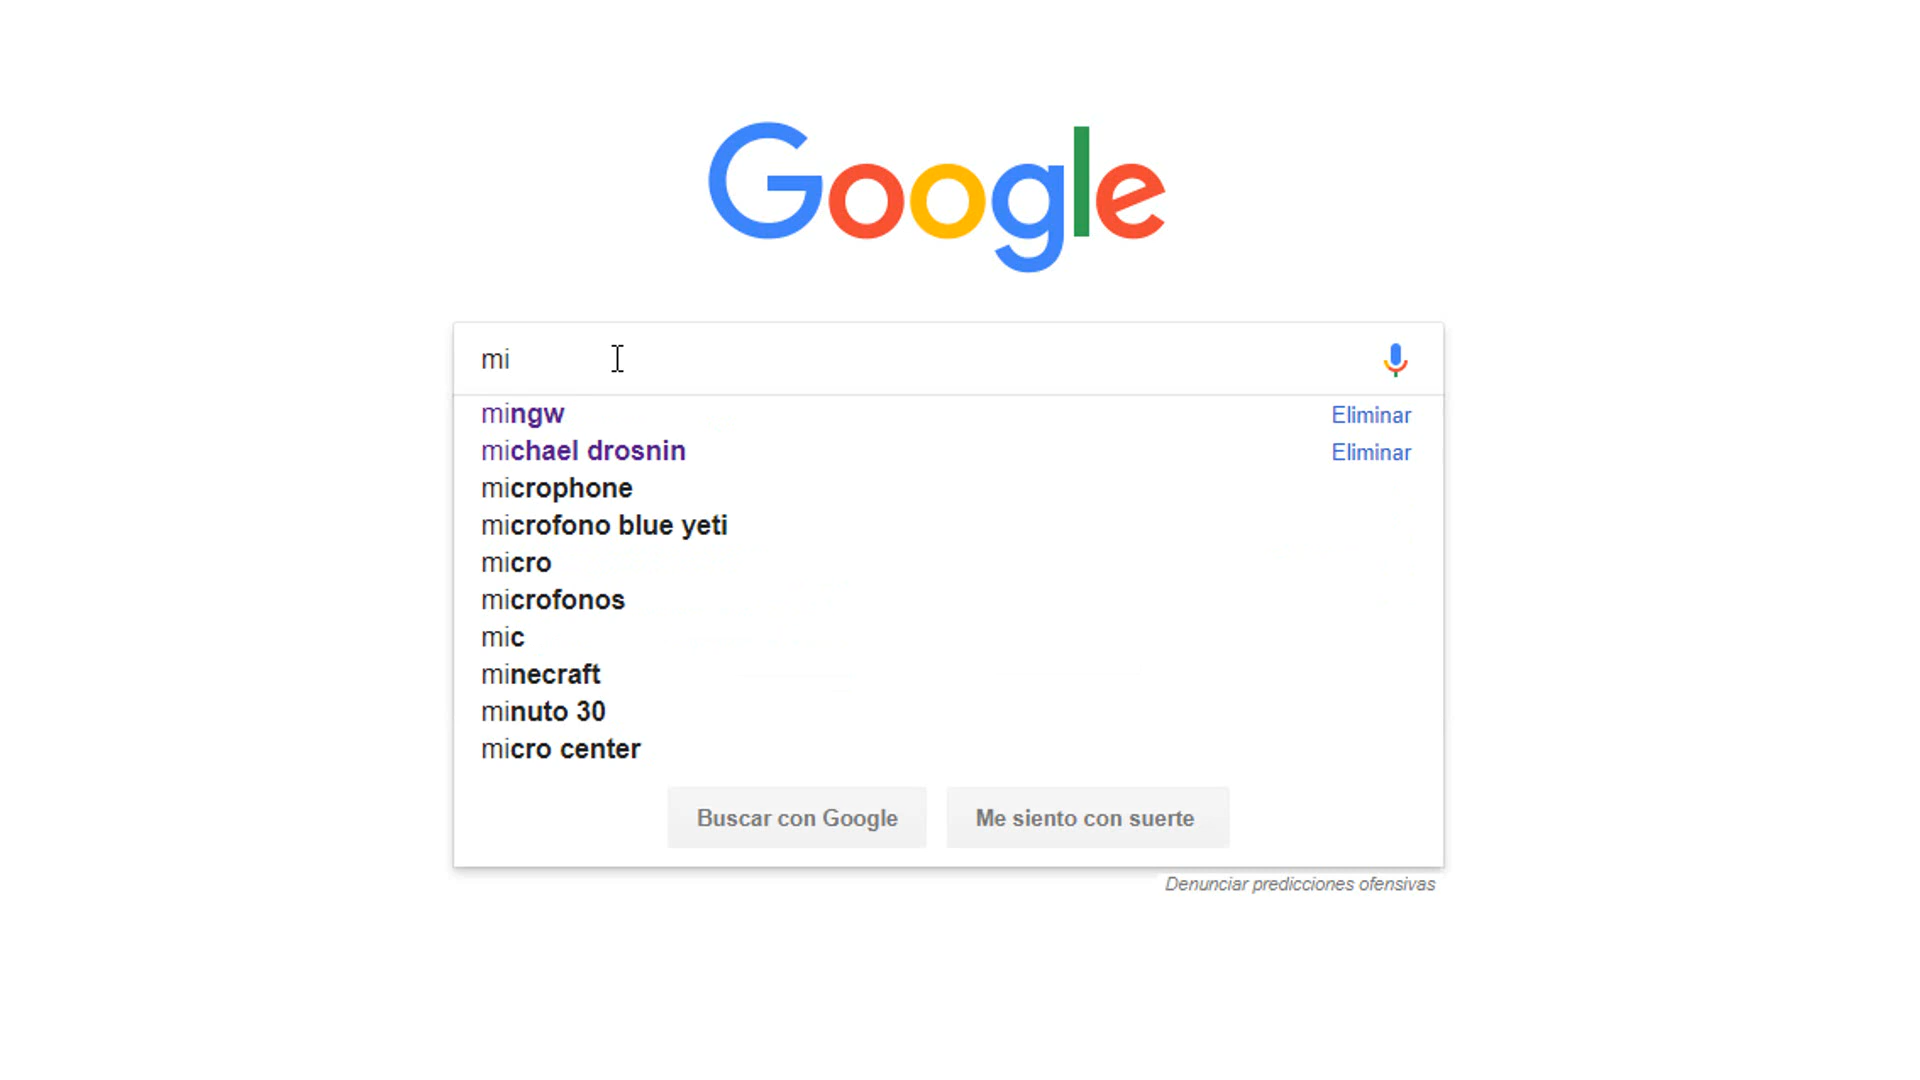 Google
mi
mingw Eliminar
michael drosnin Eliminar
microphone
microfono blue yeti
micro
microfonos
mic
minecraft
minuto 30
micro center
Buscar con Google Me siento con suerte
Denunciar predicciones ofensivas